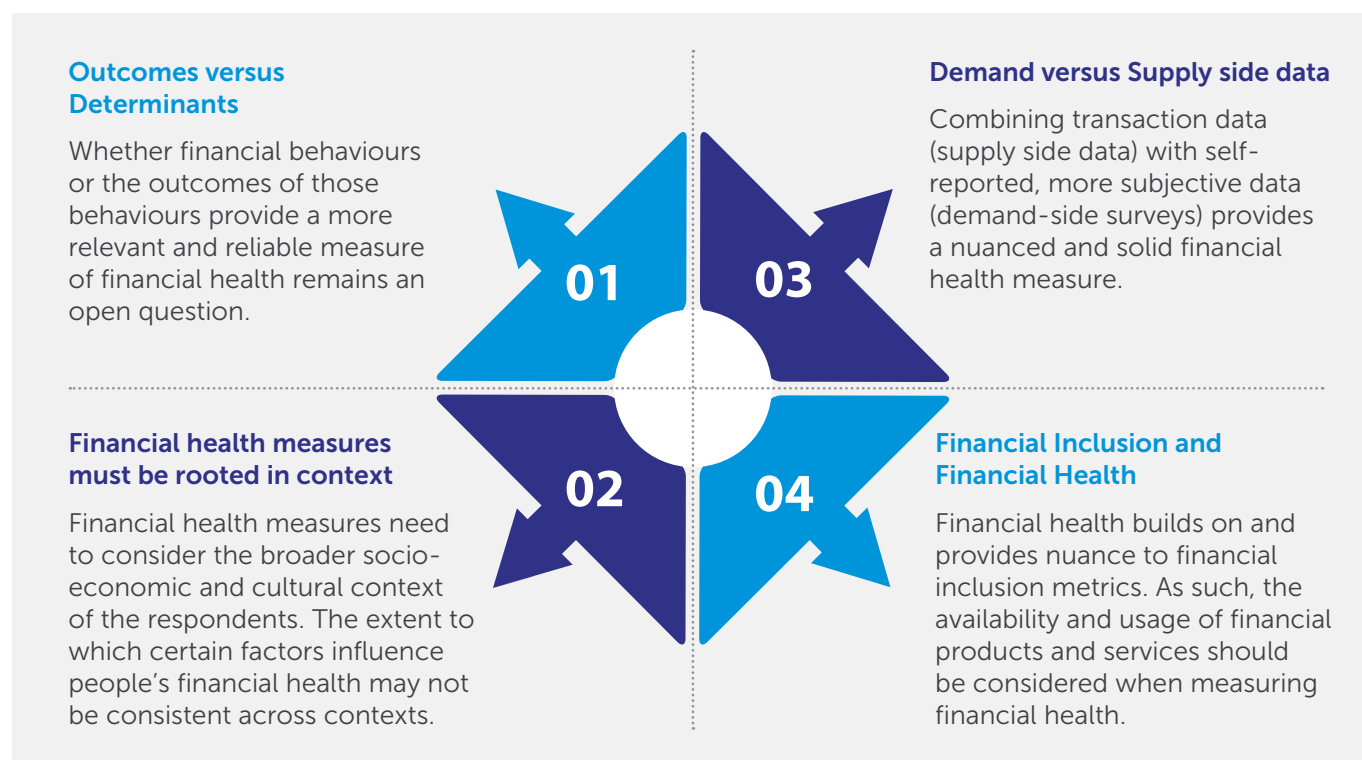 Outcomes versus
Determinants
Whether financial behaviours
or the outcomes of those
behaviours provide a more
relevant and reliable measure
of financial health remains an
open question.
01
Financial health measures
must be rooted in context
Financial health measures need
to consider the broader socio-
economic and cultural context
of the respondents. The extent to
which certain factors influence
people’s financial health may not
be consistent across contexts.
02
Demand versus Supply side data
Combining transaction data
(supply side data) with self-
reported, more subjective data
(demand-side surveys) provides
a nuanced and solid financial
health measure.
03
Financial Inclusion and
Financial Health
Financial health builds on and
provides nuance to financial
inclusion metrics. As such, the
availability and usage of financial
products and services should
be considered when measuring
financial health.
04